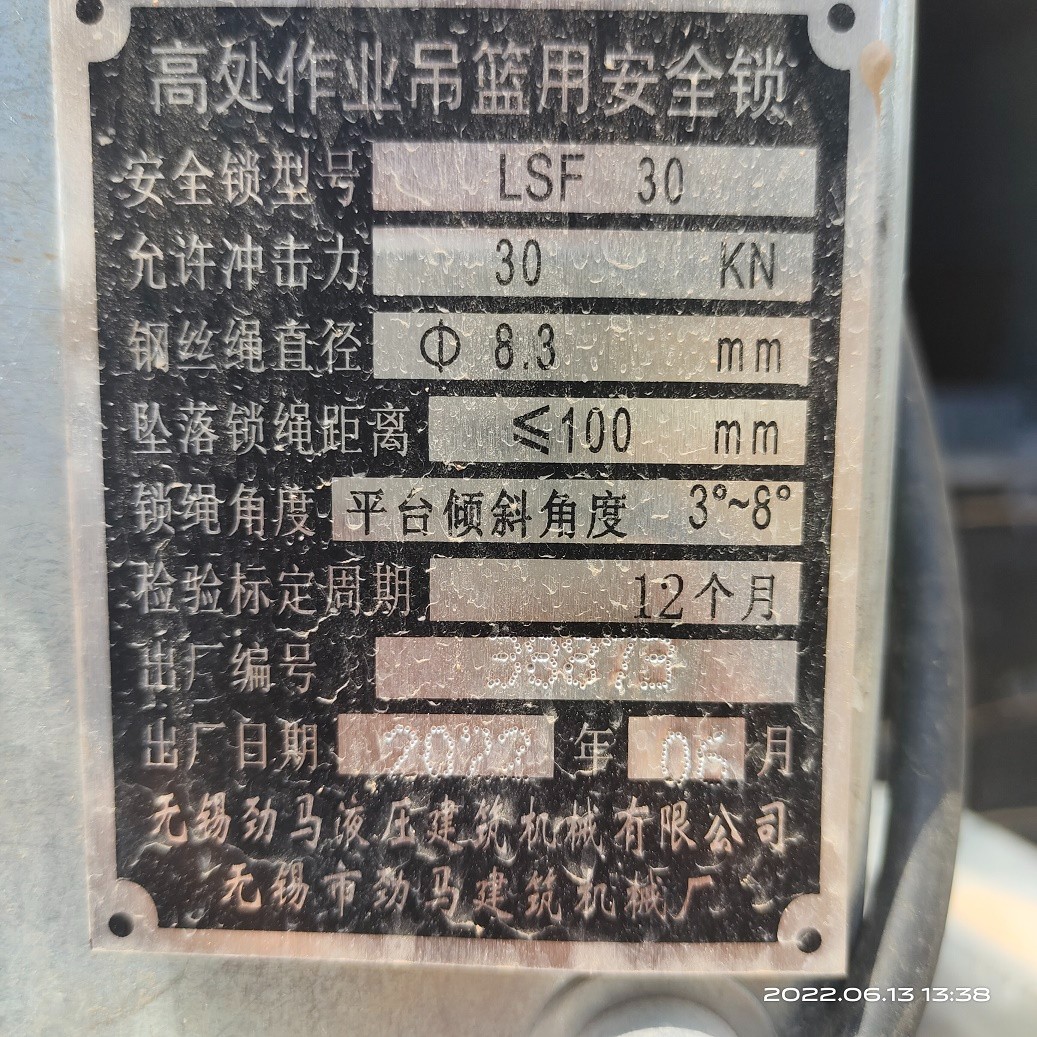 高处作业吊篮用安全锁
安全锁型号 LSF 30
允许冲击力 30 KN
钢丝绳直径 Φ 8.3 mm
坠落锁绳距离 ≤100 mm
锁绳角度 平台倾斜角度 3°~8°
检验标定周期 12个月
出厂编号
出厂日期 2022 年 06 月
无锡劲马液压建筑机械有限公司
无锡市劲马建筑机械厂
2022.06.13 13:38